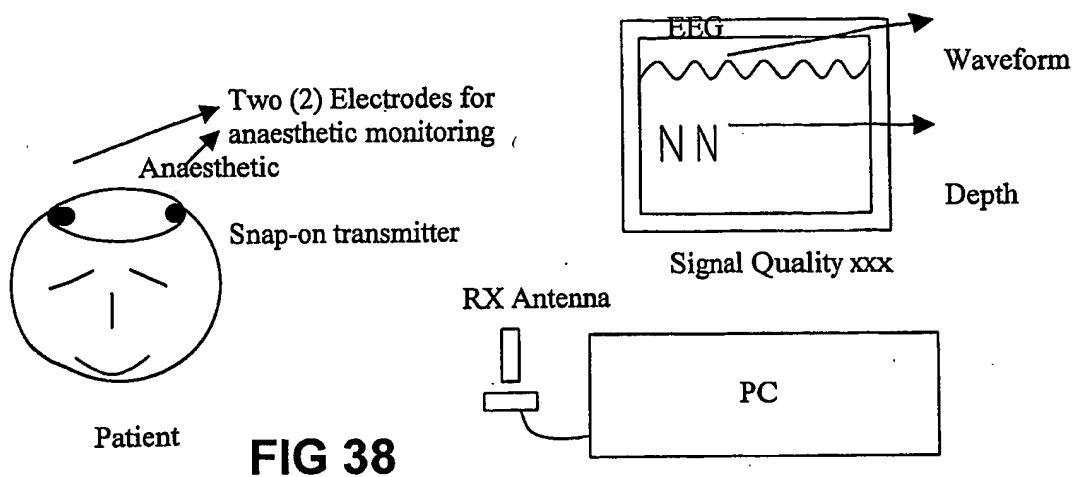 EEG
Waveform
Two (2) Electrodes for
anaesthetic monitoring
Anaesthetic
NN
Depth
Snap-on transmitter
Signal Quality xxx
RX Antenna
PC
Patient
FIG 38